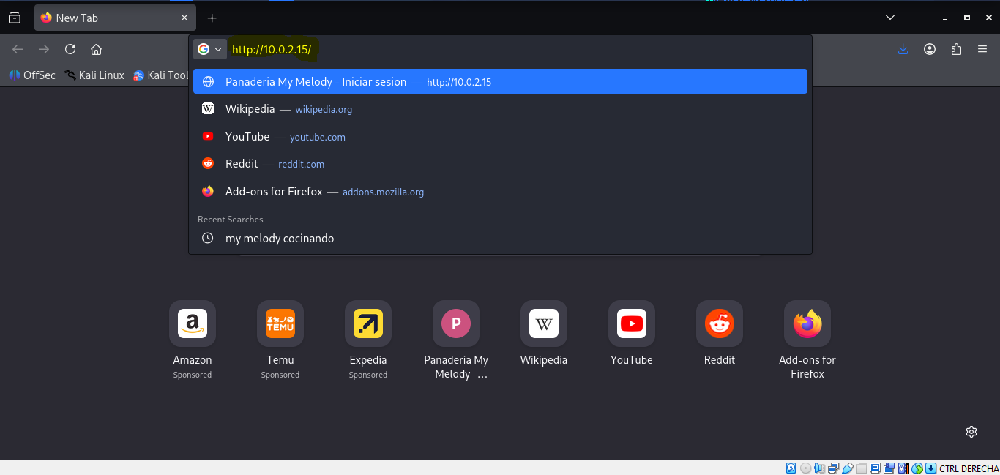 New Tab
http://10.0.2.15/
OffSec Kali Linux Kali Tool
Panaderia My Melody - Iniciar sesion — http://10.0.2.15
Wikipedia — wikipedia.org
YouTube — youtube.com
Reddit — reddit.com
Add-ons for Firefox — addons.mozilla.org
Recent Searches
my melody cocinando
a TEMU P W
Amazon Temu Expedia Panaderia My Wikipedia YouTube Reddit Add-ons for
Sponsored Sponsored Sponsored Melody -... Firefox
CTRL DERECHA